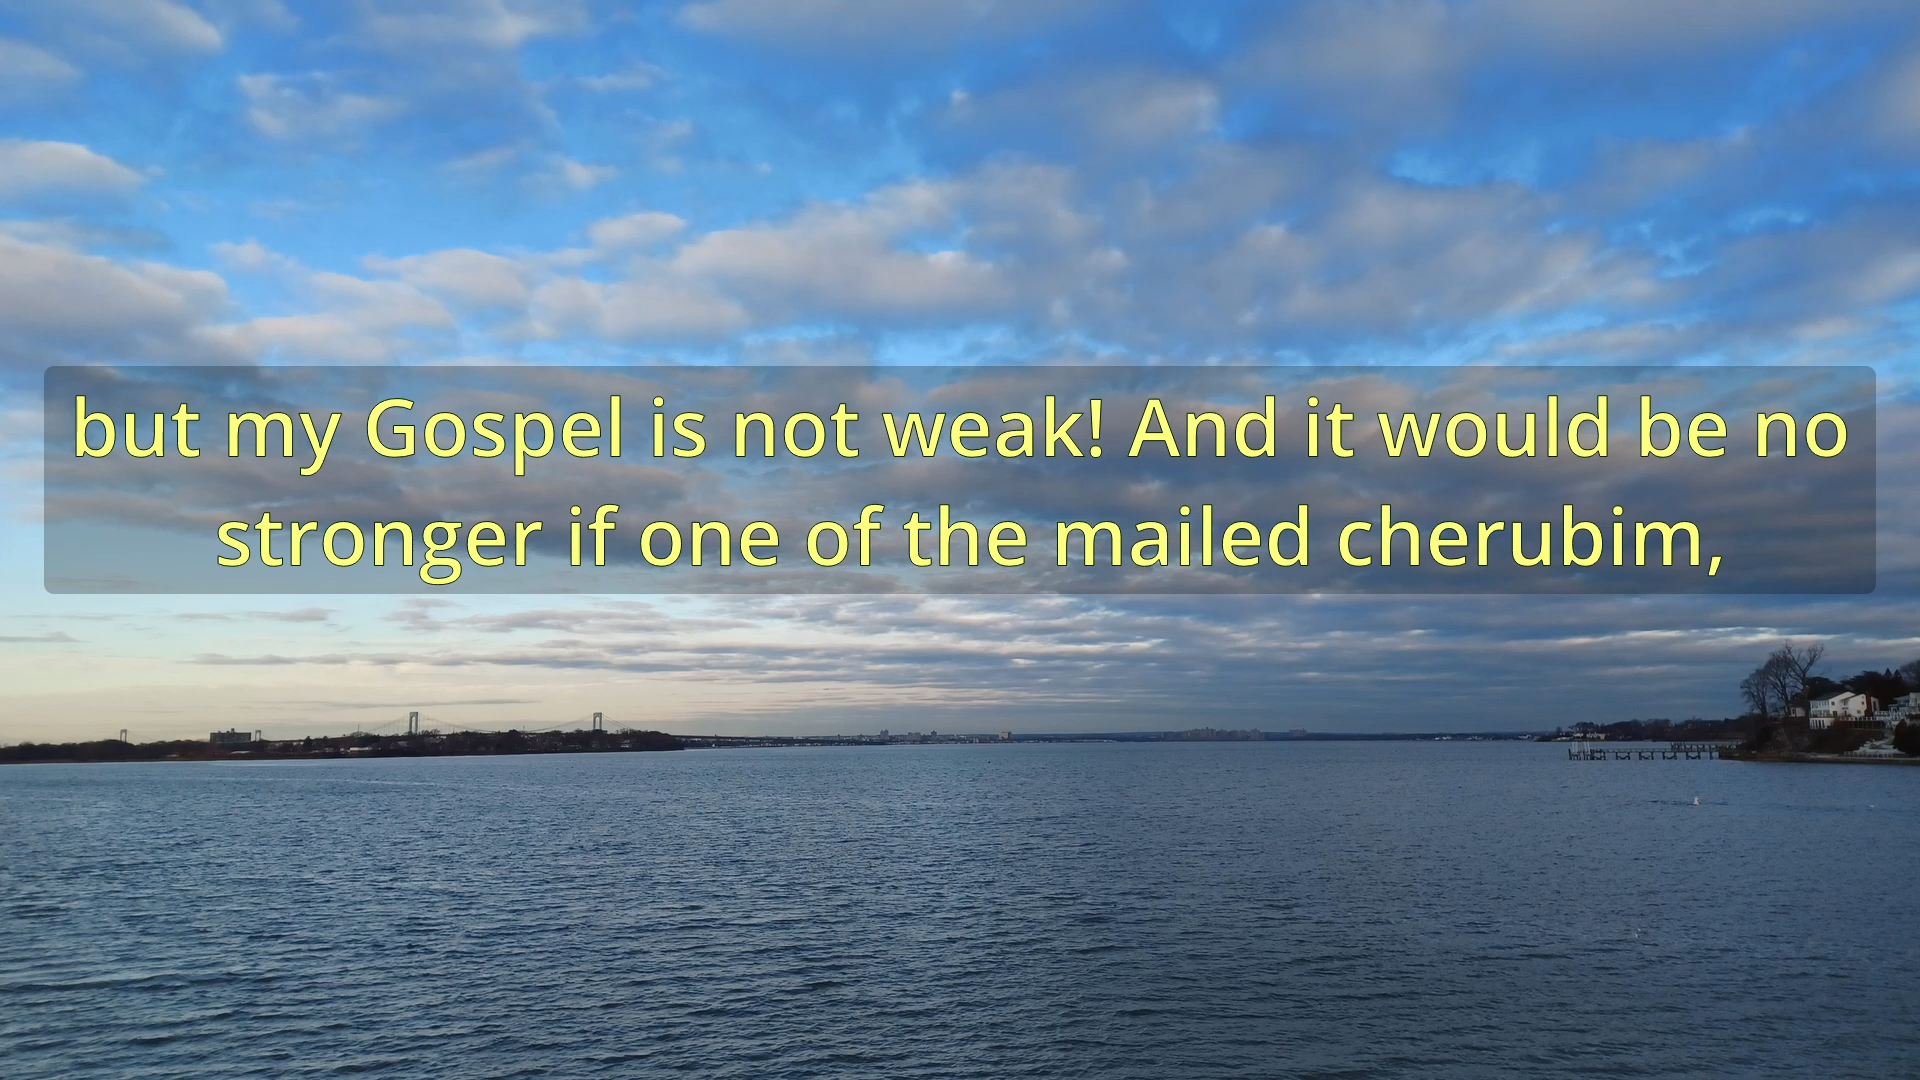 but my Gospel is not weak! And it would be no
stronger if one of the mailed cherubim,